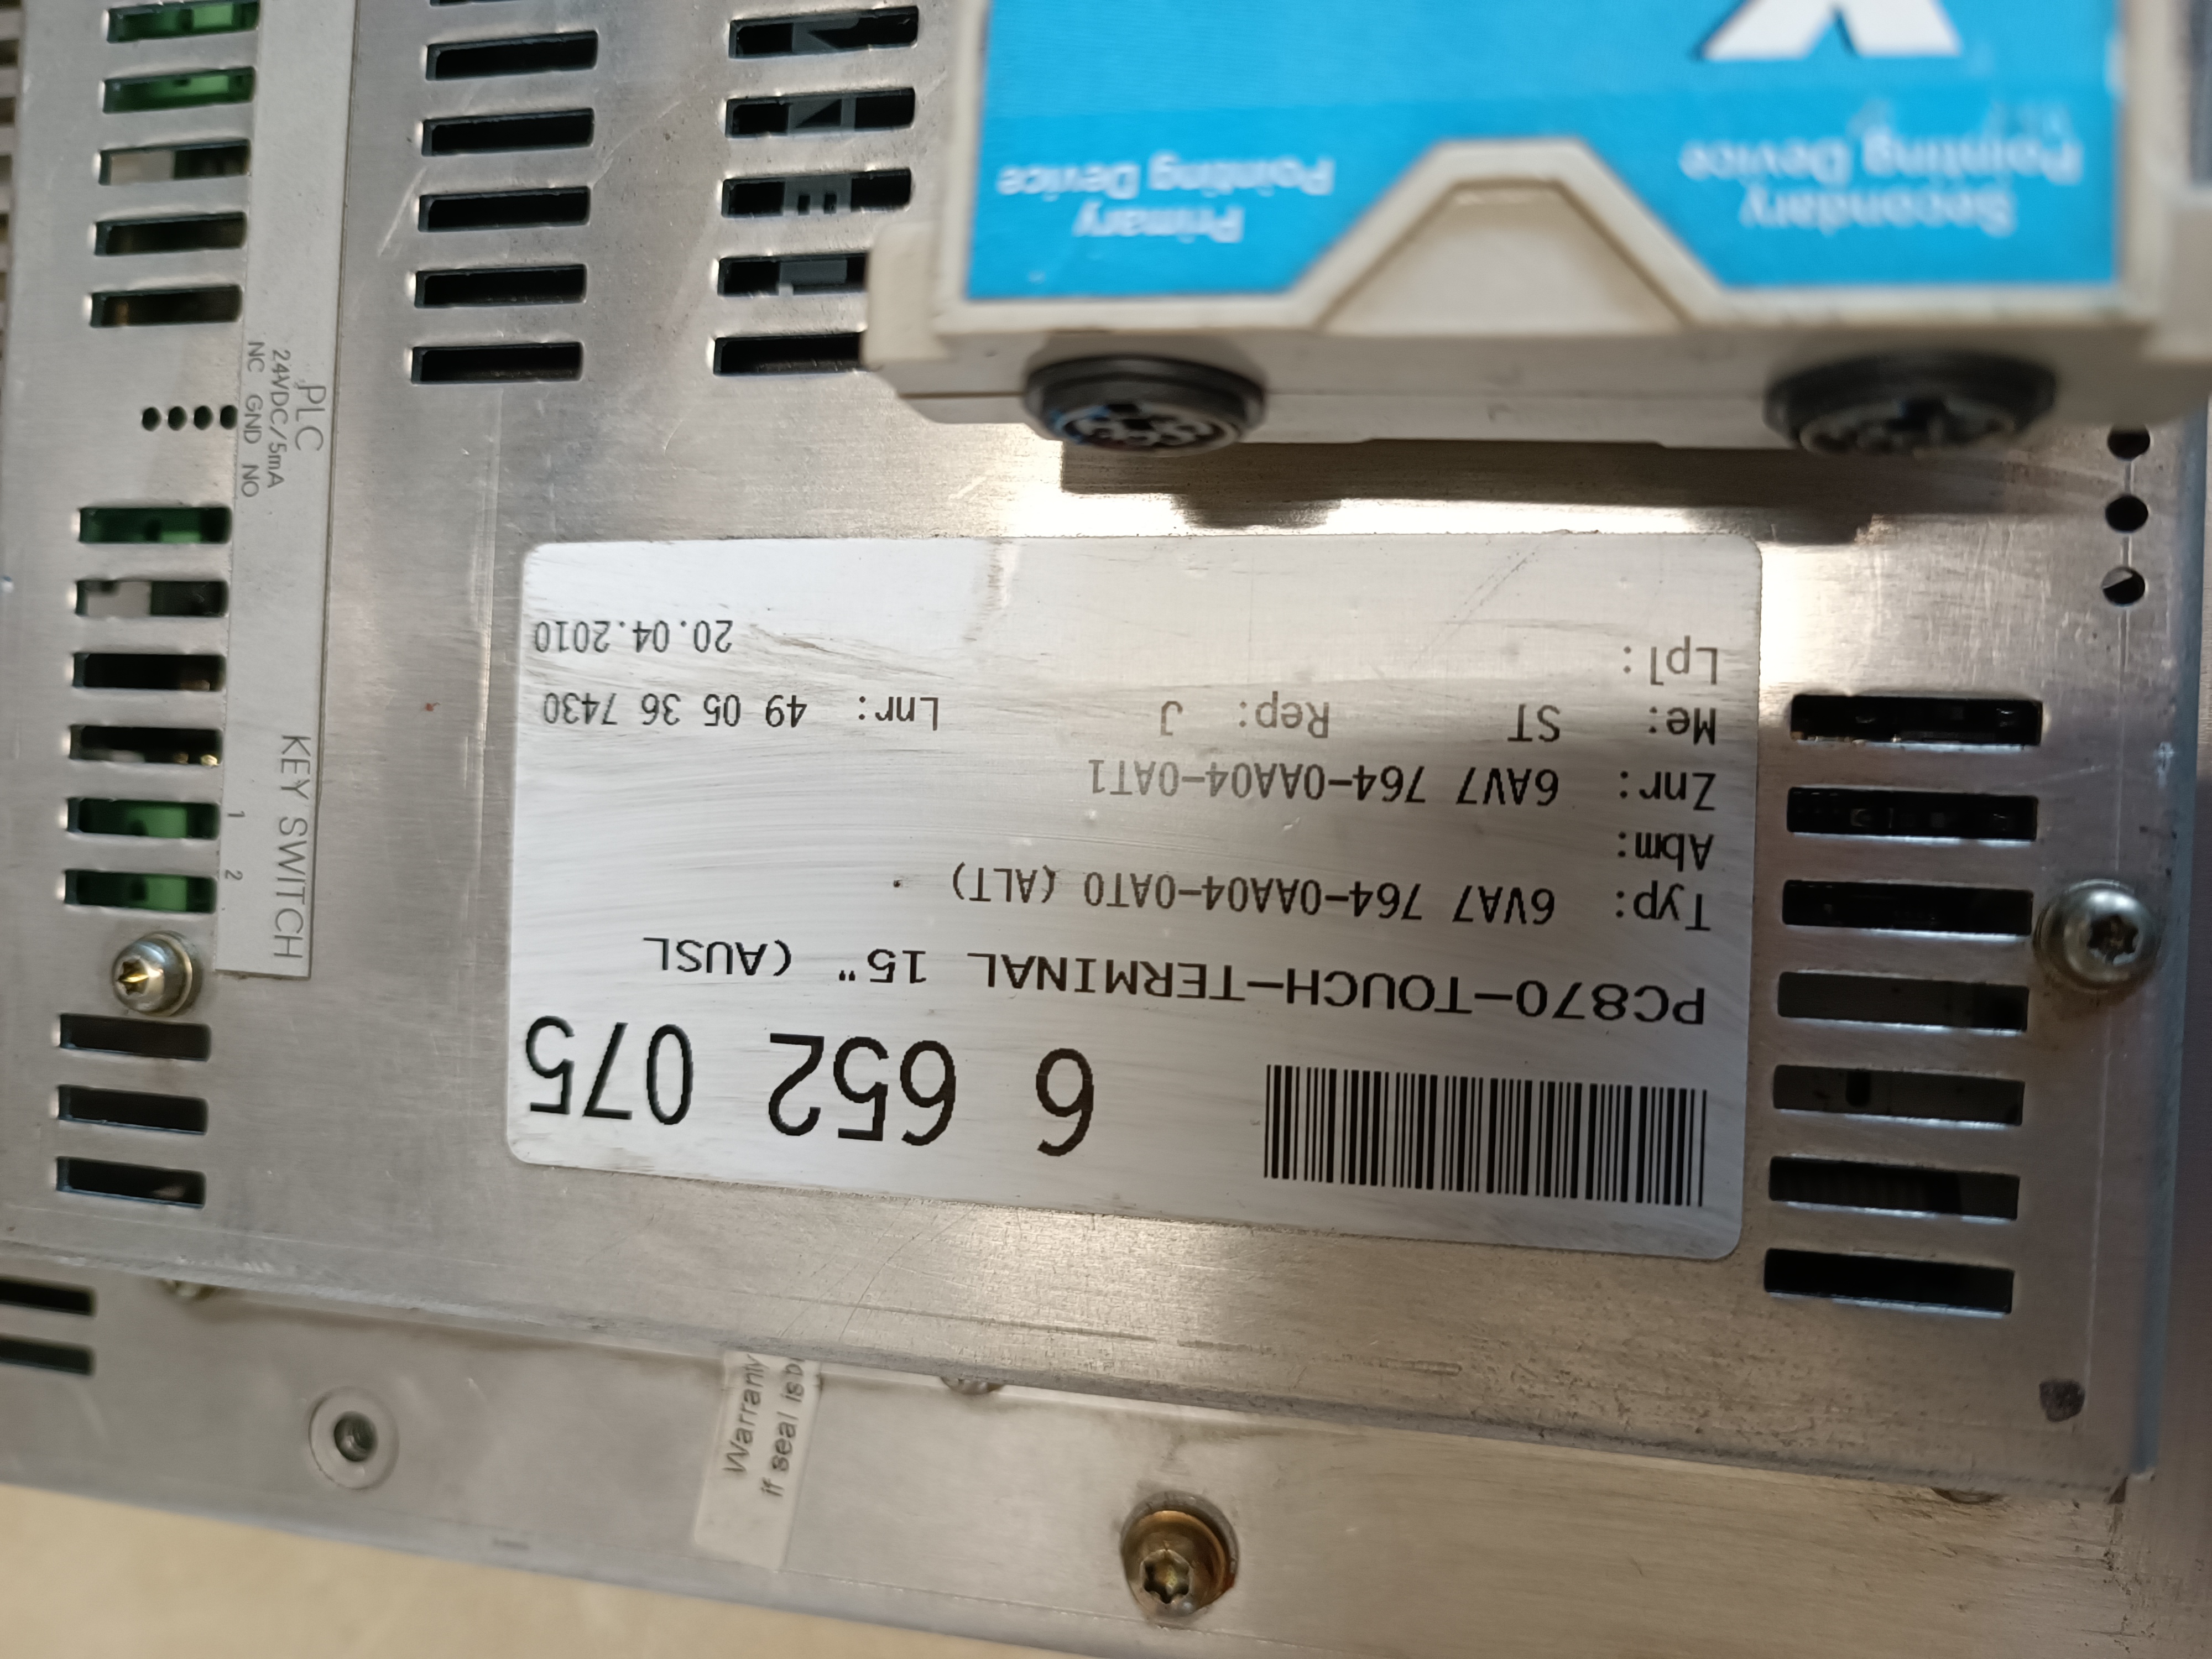 6 652 075
PC870-TOUCH-TERMINAL 15" (AUSL
Typ: 6VA7 764-0AA04-0AT0 (ALT)
Abm:
Znr: 6AV7 764-0AA04-0AT1
Me: ST Rep: J Lnr: 49 05 36 7430
Lpl: 20.04.2010
Primary
Pointing Device
Secondary
Pointing Device
PLC
24VDC/5mA
NC GND NO
KEY SWITCH
1 2
Warranty
if seal is